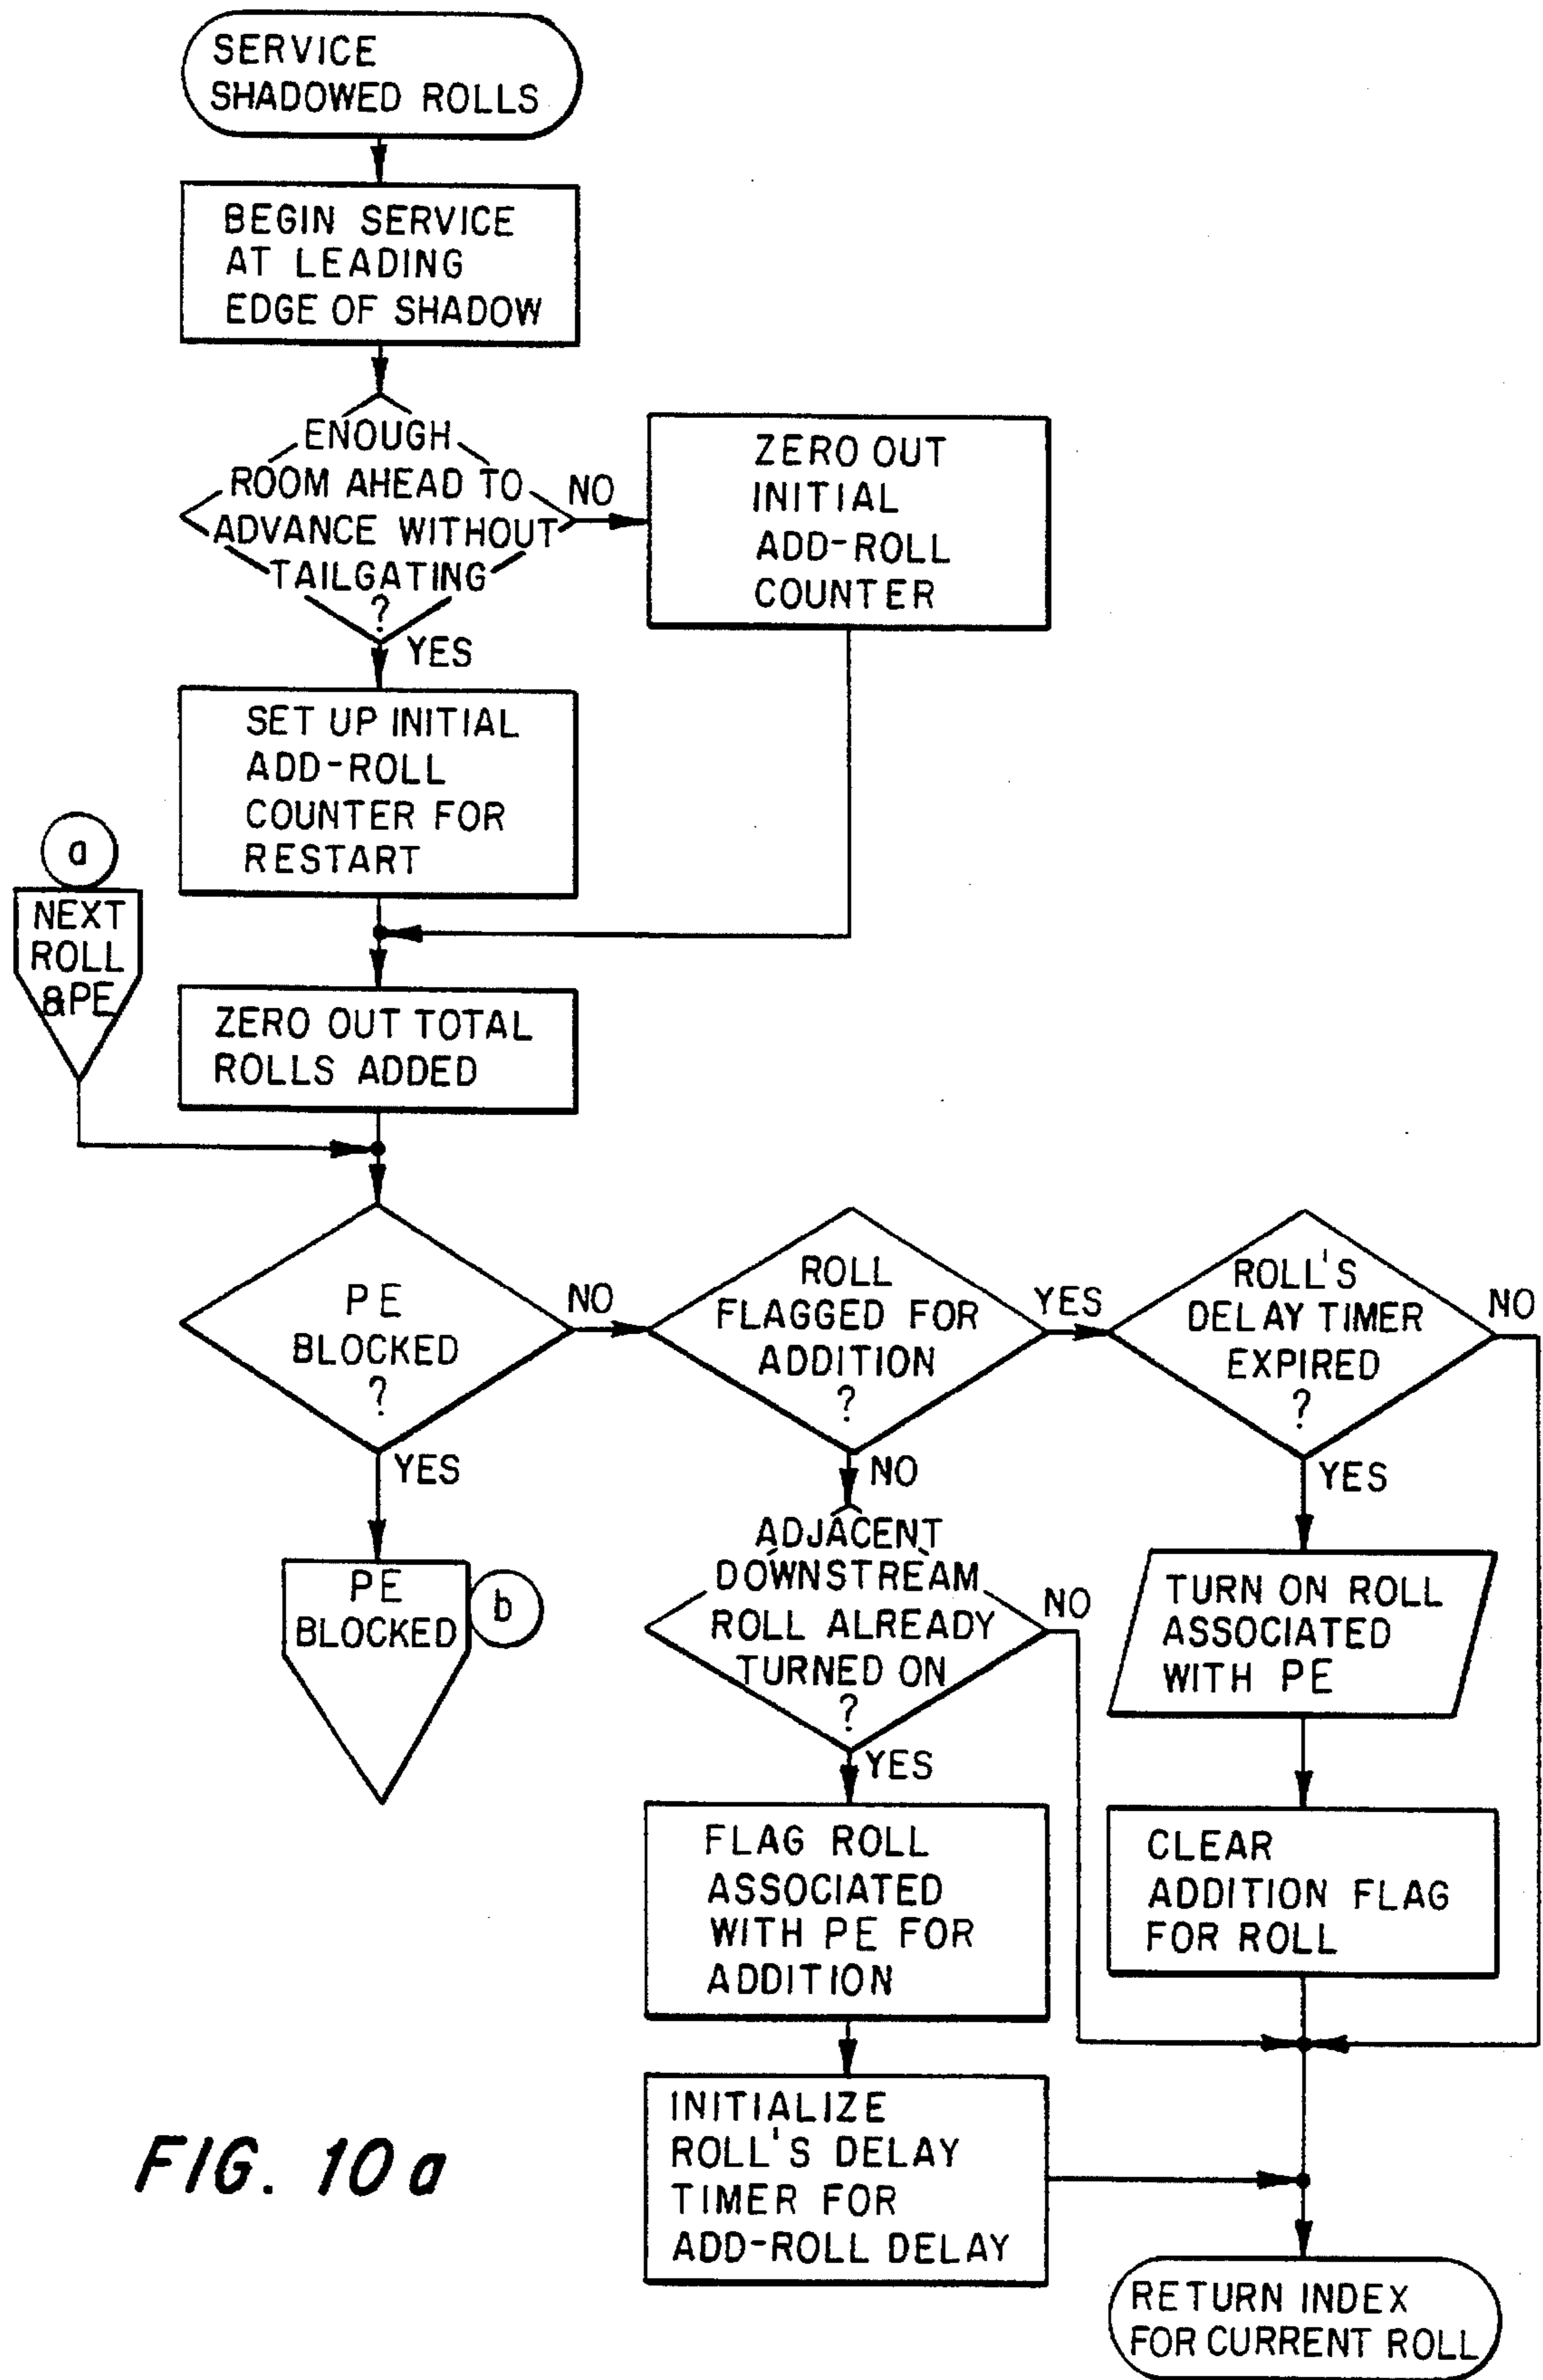 SERVICE
SHADOWED ROLLS
BEGIN SERVICE
AT LEADING
EDGE OF SHADOW
ENOUGH
ROOM AHEAD TO
ADVANCE WITHOUT
TAILGATING
?
NO
YES
ZERO OUT
INITIAL
ADD-ROLL
COUNTER
SET UP INITIAL
ADD-ROLL
COUNTER FOR
RESTART
a
NEXT
ROLL
&PE
ZERO OUT TOTAL
ROLLS ADDED
PE
BLOCKED
?
NO
YES
PE
BLOCKED
b
ROLL
FLAGGED FOR
ADDITION
?
YES
NO
ROLL'S
DELAY TIMER
EXPIRED
?
NO
YES
ADJACENT
DOWNSTREAM
ROLL ALREADY
TURNED ON
?
NO
YES
TURN ON ROLL
ASSOCIATED
WITH PE
FLAG ROLL
ASSOCIATED
WITH PE FOR
ADDITION
CLEAR
ADDITION FLAG
FOR ROLL
INITIALIZE
ROLL'S DELAY
TIMER FOR
ADD-ROLL DELAY
RETURN INDEX
FOR CURRENT ROLL
FIG. 10a